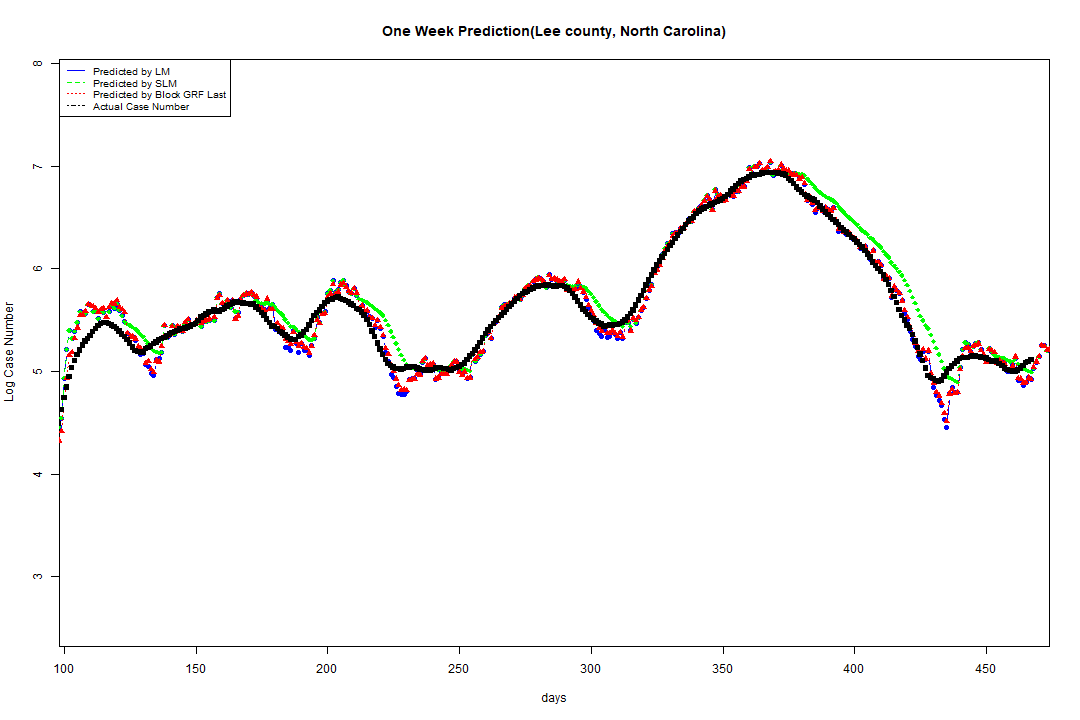 One Week Prediction(Lee county, North Carolina)
Predicted by LM
Predicted by SLM
Predicted by Block GRF Last
Actual Case Number
8
7
6
5
4
3
Log Case Number
100 150 200 250 300 350 400 450
days